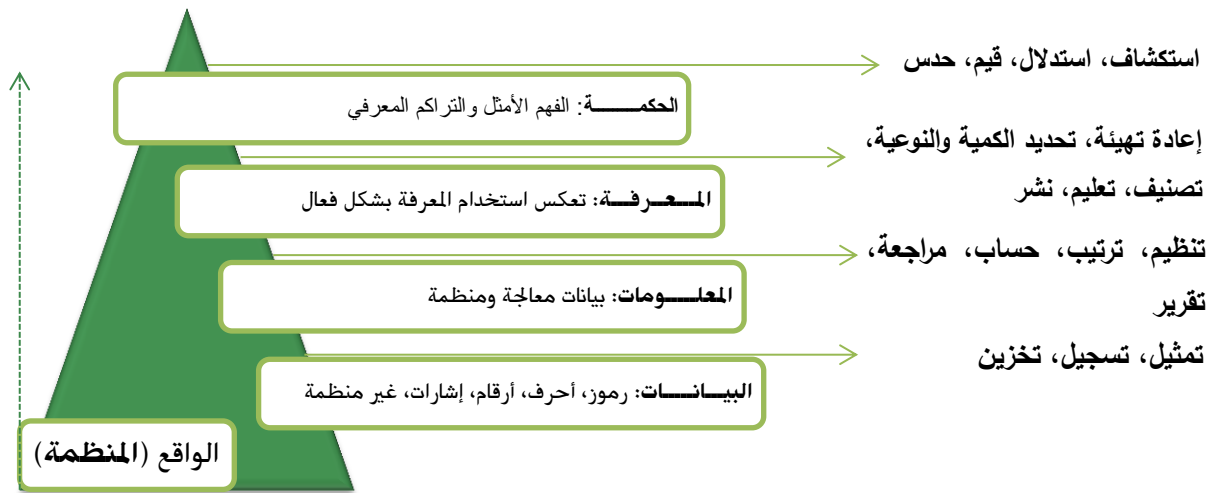 استكشاف، استدلال، قيم، حدس
الحكمـــــــة: الفهم الأمثل والتراكم المعرفي
إعادة تهيئة، تحديد الكمية والنوعية،
تصنيف، تعليم، نشر
المــعــرفــة: تعكس استخدام المعرفة بشكل فعال
تنظيم، ترتيب، حساب، مراجعة،
تقرير
المعلـــــومات: بيانات معالجة ومنظمة
تمثيل، تسجيل، تخزين
البيـــانـــــات: رموز، أحرف، أرقام، إشارات، غير منظمة
الواقع (المنظمة)